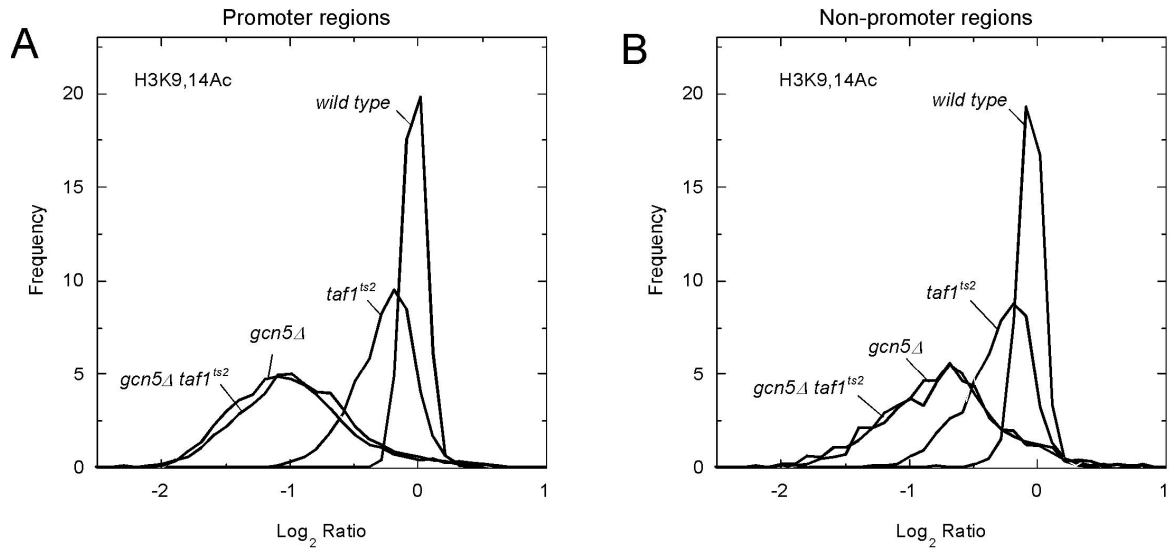 A
Promoter regions
H3K9,14Ac
wild type
taf1ts2
gcn5Δ
gcn5Δ taf1ts2
Frequency
20
15
10
5
0
-2
-1
0
1
Log2 Ratio
B
Non-promoter regions
H3K9,14Ac
wild type
taf1ts2
gcn5Δ
gcn5Δ taf1ts2
Frequency
20
15
10
5
0
-2
-1
0
1
Log2 Ratio